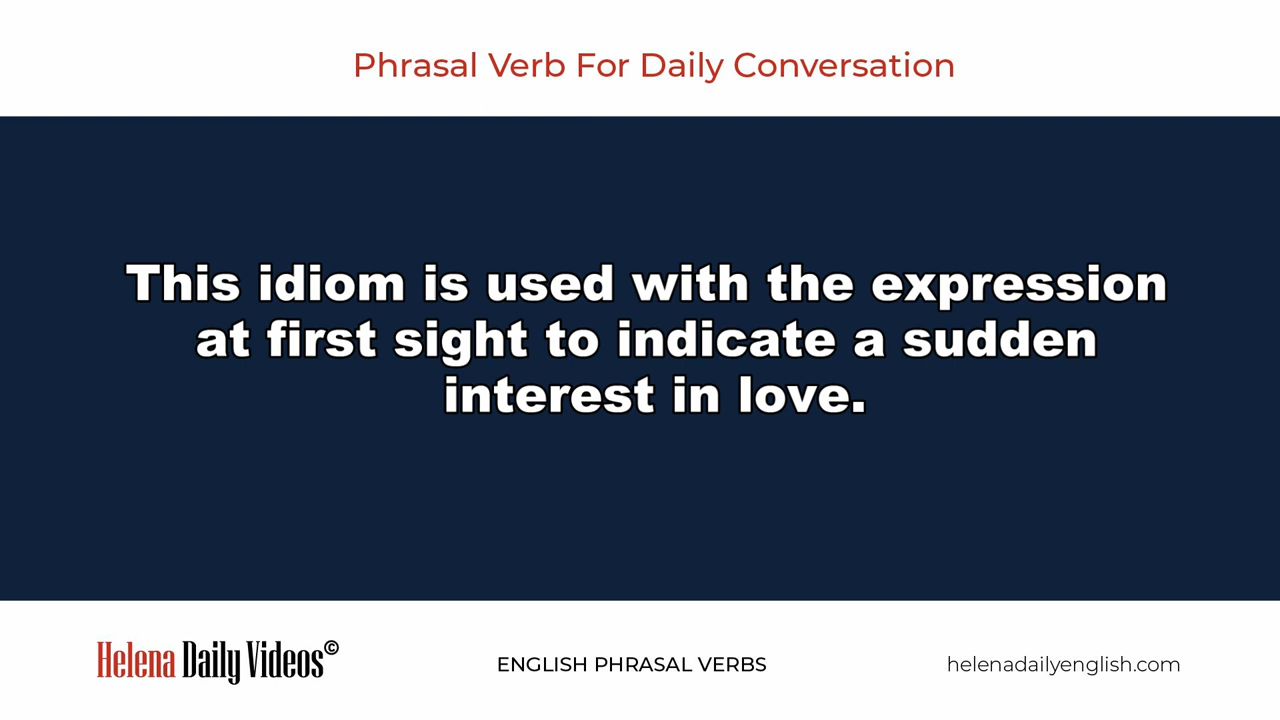 Phrasal Verb For Daily Conversation
This idiom is used with the expression
at first sight to indicate a sudden
interest in love.
Helena Daily Videos©
ENGLISH PHRASAL VERBS
helenadailyenglish.com